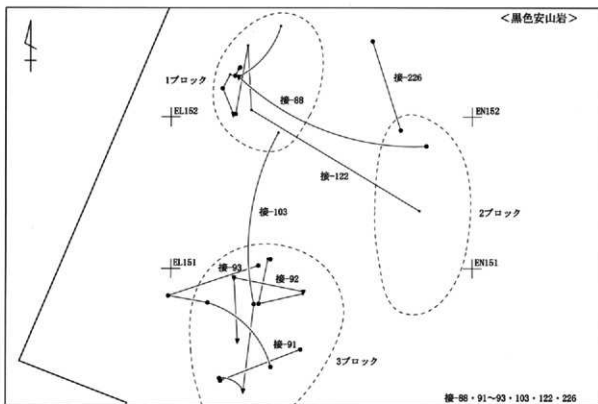 <黒色安山岩>
1ブロック
接-226
接-88
EL152
EN152
接-122
接-103
2ブロック
EL151
接-93
接-92
EN151
接-91
3ブロック
接-88・91~93・103・122・226